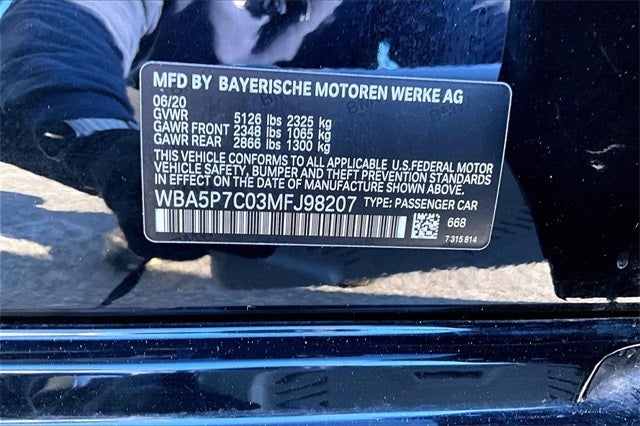 MFD BY BAYERISCHE MOTOREN WERKE AG
06/20
GVWR 5126 lbs 2325 kg
GAWR FRONT 2348 lbs 1065 kg
GAWR REAR 2866 lbs 1300 kg
THIS VEHICLE CONFORMS TO ALL APPLICABLE U.S.FEDERAL MOTOR
VEHICLE SAFETY, BUMPER AND THEFT PREVENTION STANDARDS
IN EFFECT ON THE DATE OF MANUFACTURE SHOWN ABOVE.
WBA5P7C03MFJ98207 TYPE: PASSENGER CAR
668
7 315 814